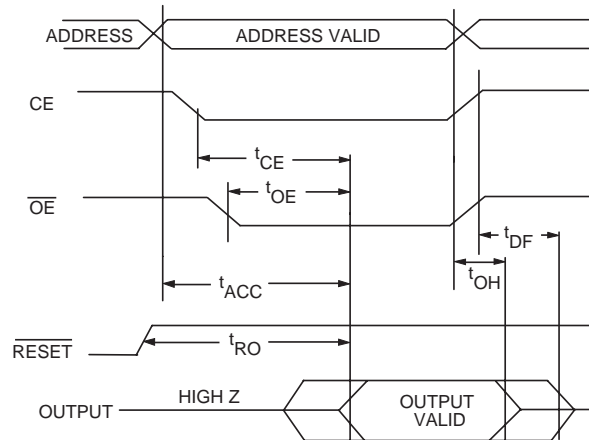 ADDRESS ADDRESS VALID
CE
tCE
tOE
OE
tDF
tOH
tACC
RESET
tRO
OUTPUT HIGH Z OUTPUT VALID